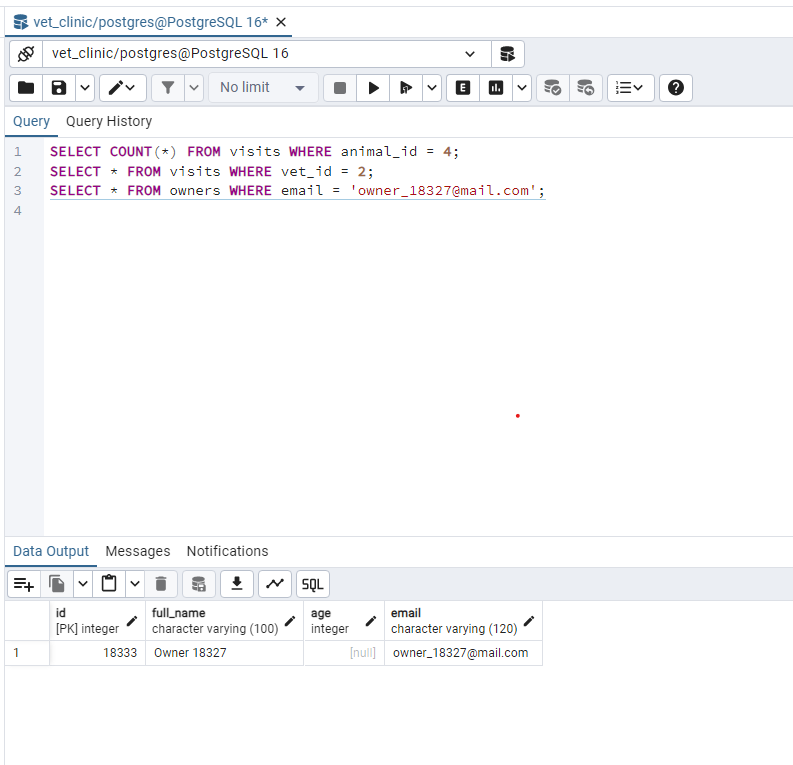 vet_clinic/postgres@PostgreSQL 16*
vet_clinic/postgres@PostgreSQL 16
No limit
E
Query Query History
1 SELECT COUNT(*) FROM visits WHERE animal_id = 4;
2 SELECT * FROM visits WHERE vet_id = 2;
3 SELECT * FROM owners WHERE email = 'owner_18327@mail.com';
4
Data Output Messages Notifications
SQL
id full_name age email
[PK] integer character varying (100) integer character varying (120)
1 18333 Owner 18327 [null] owner_18327@mail.com